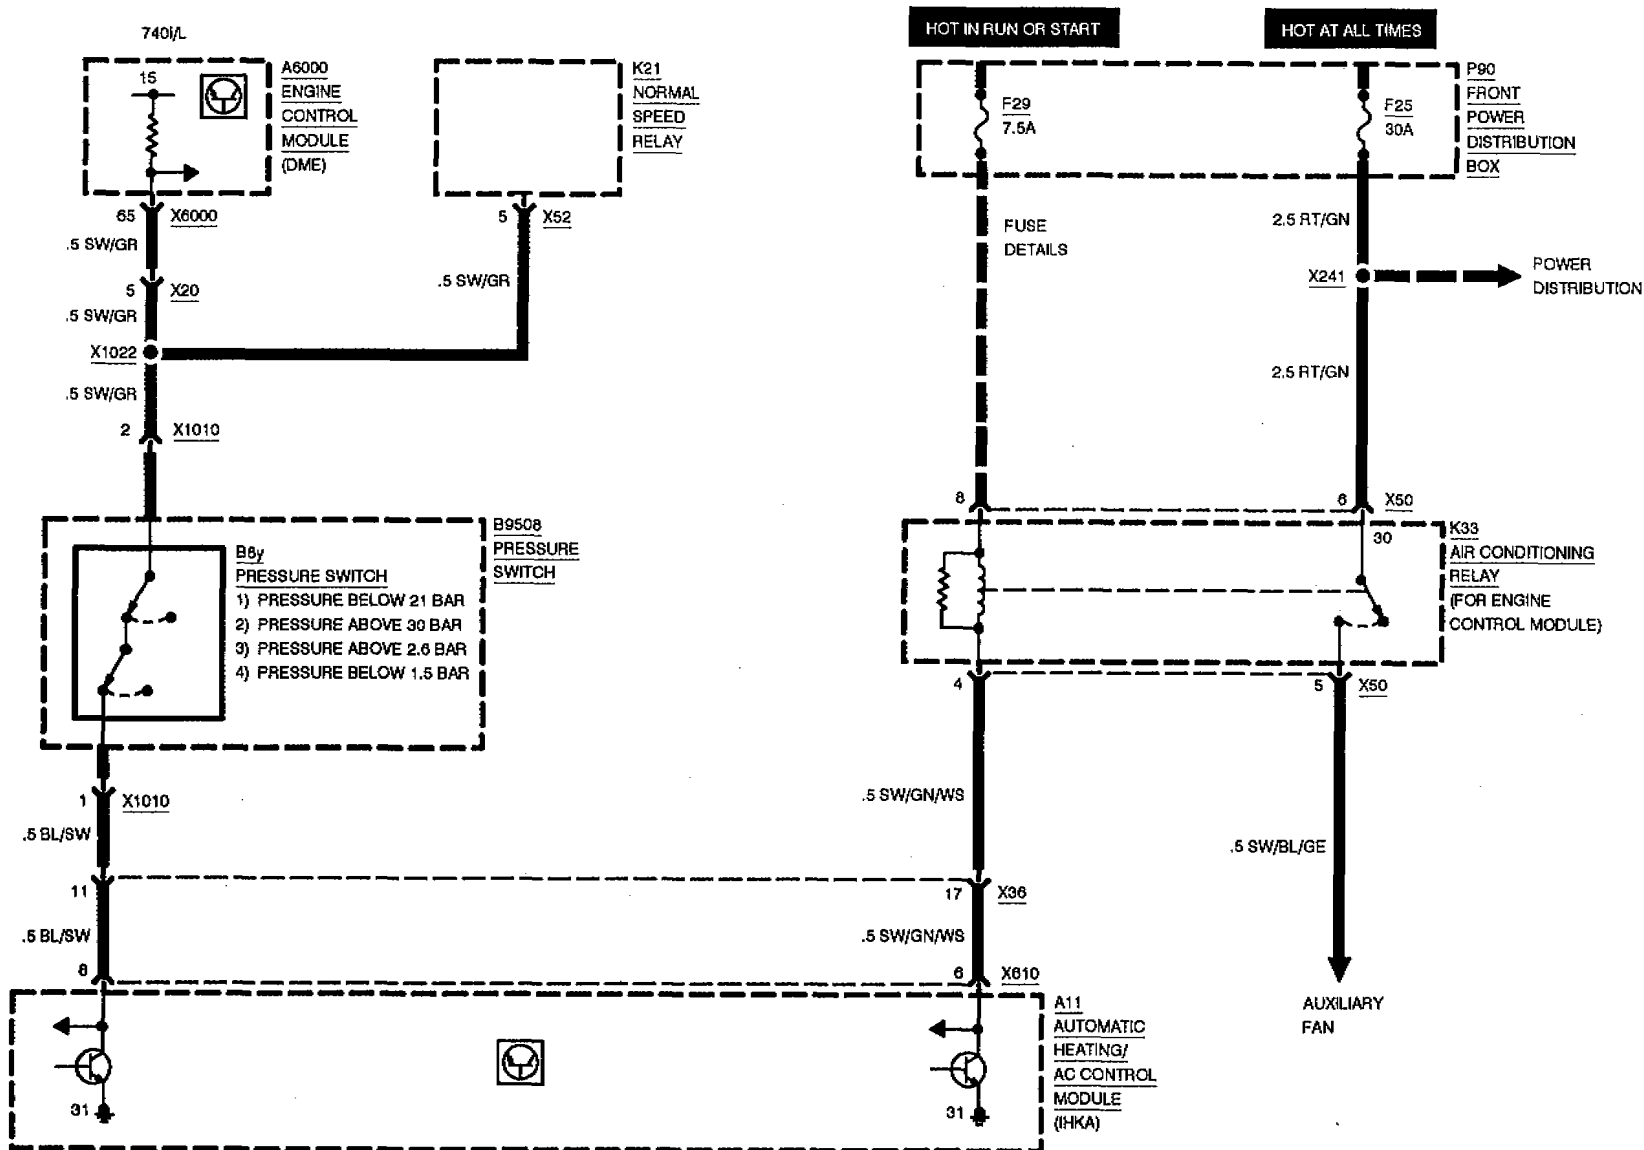 740i/L
HOT IN RUN OR START
HOT AT ALL TIMES
15
A6000
ENGINE
CONTROL
MODULE
(DME)
K21
NORMAL
SPEED
RELAY
F29
7.5A
F25
30A
P90
FRONT
POWER
DISTRIBUTION
BOX
65
X6000
5
X52
.5 SW/GR
.5 SW/GR
5
X20
.5 SW/GR
X1022
.5 SW/GR
2
X1010
FUSE
DETAILS
2.5 RT/GN
X241
POWER
DISTRIBUTION
2.5 RT/GN
8
6
X50
B9508
PRESSURE
SWITCH
B8y
PRESSURE SWITCH
1) PRESSURE BELOW 21 BAR
2) PRESSURE ABOVE 30 BAR
3) PRESSURE ABOVE 2.6 BAR
4) PRESSURE BELOW 1.5 BAR
30
K33
AIR CONDITIONING
RELAY
(FOR ENGINE
CONTROL MODULE)
4
5
X50
1
X1010
.5 BL/SW
.5 SW/GN/WS
.5 SW/BL/GE
11
17
X36
.5 BL/SW
.5 SW/GN/WS
8
6
X610
A11
AUTOMATIC
HEATING/
AC CONTROL
MODULE
(IHKA)
AUXILIARY
FAN
31
31